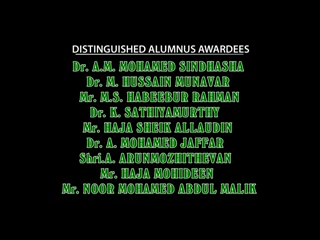 DISTINGUISHED ALUMNUS AWARDEES
Dr. A.M. MOHAMED SINDHASHA
Dr. M. HUSSAIN MUNAVAR
Mr. M.S. HABEEBUR RAHMAN
Dr. K. SATHIYAMURTHY
Mr. HAJA SHEIK ALLAUDIN
Dr. A. MOHAMED JAFFAR
Shri.A. ARUNMOZHITHEVAN
Mr. HAJA MOHIDEEN
Mr. NOOR MOHAMED ABDUL MALIK